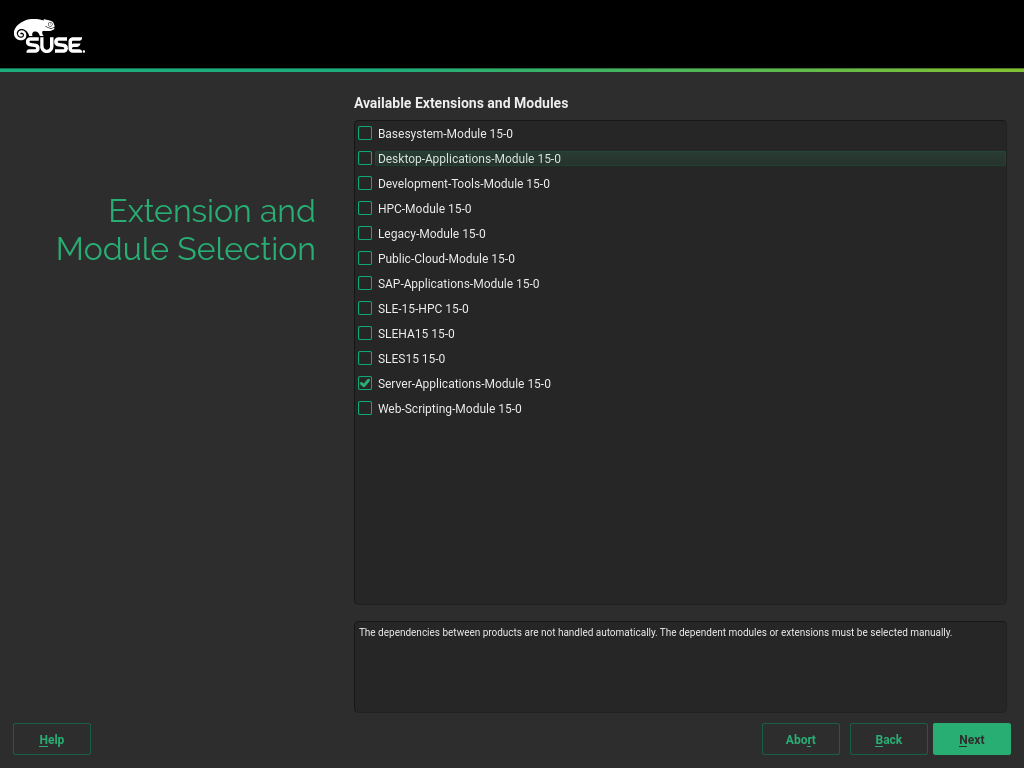 SUSE.
Available Extensions and Modules
Extension and
Module Selection
Basesystem-Module 15-0
Desktop-Applications-Module 15-0
Development-Tools-Module 15-0
HPC-Module 15-0
Legacy-Module 15-0
Public-Cloud-Module 15-0
SAP-Applications-Module 15-0
SLE-15-HPC 15-0
SLEHA15 15-0
SLES15 15-0
Server-Applications-Module 15-0
Web-Scripting-Module 15-0
The dependencies between products are not handled automatically. The dependent modules or extensions must be selected manually.
Help
Abort
Back
Next